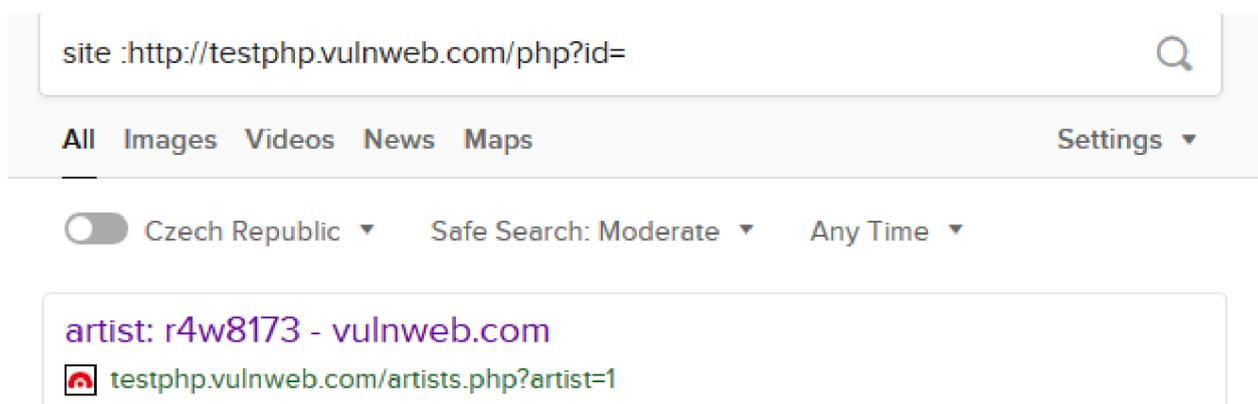 site :http://testphp.vulnweb.com/php?id=
All Images Videos News Maps Settings
Czech Republic Safe Search: Moderate Any Time
artist: r4w8173 - vulnweb.com
testphp.vulnweb.com/artists.php?artist=1